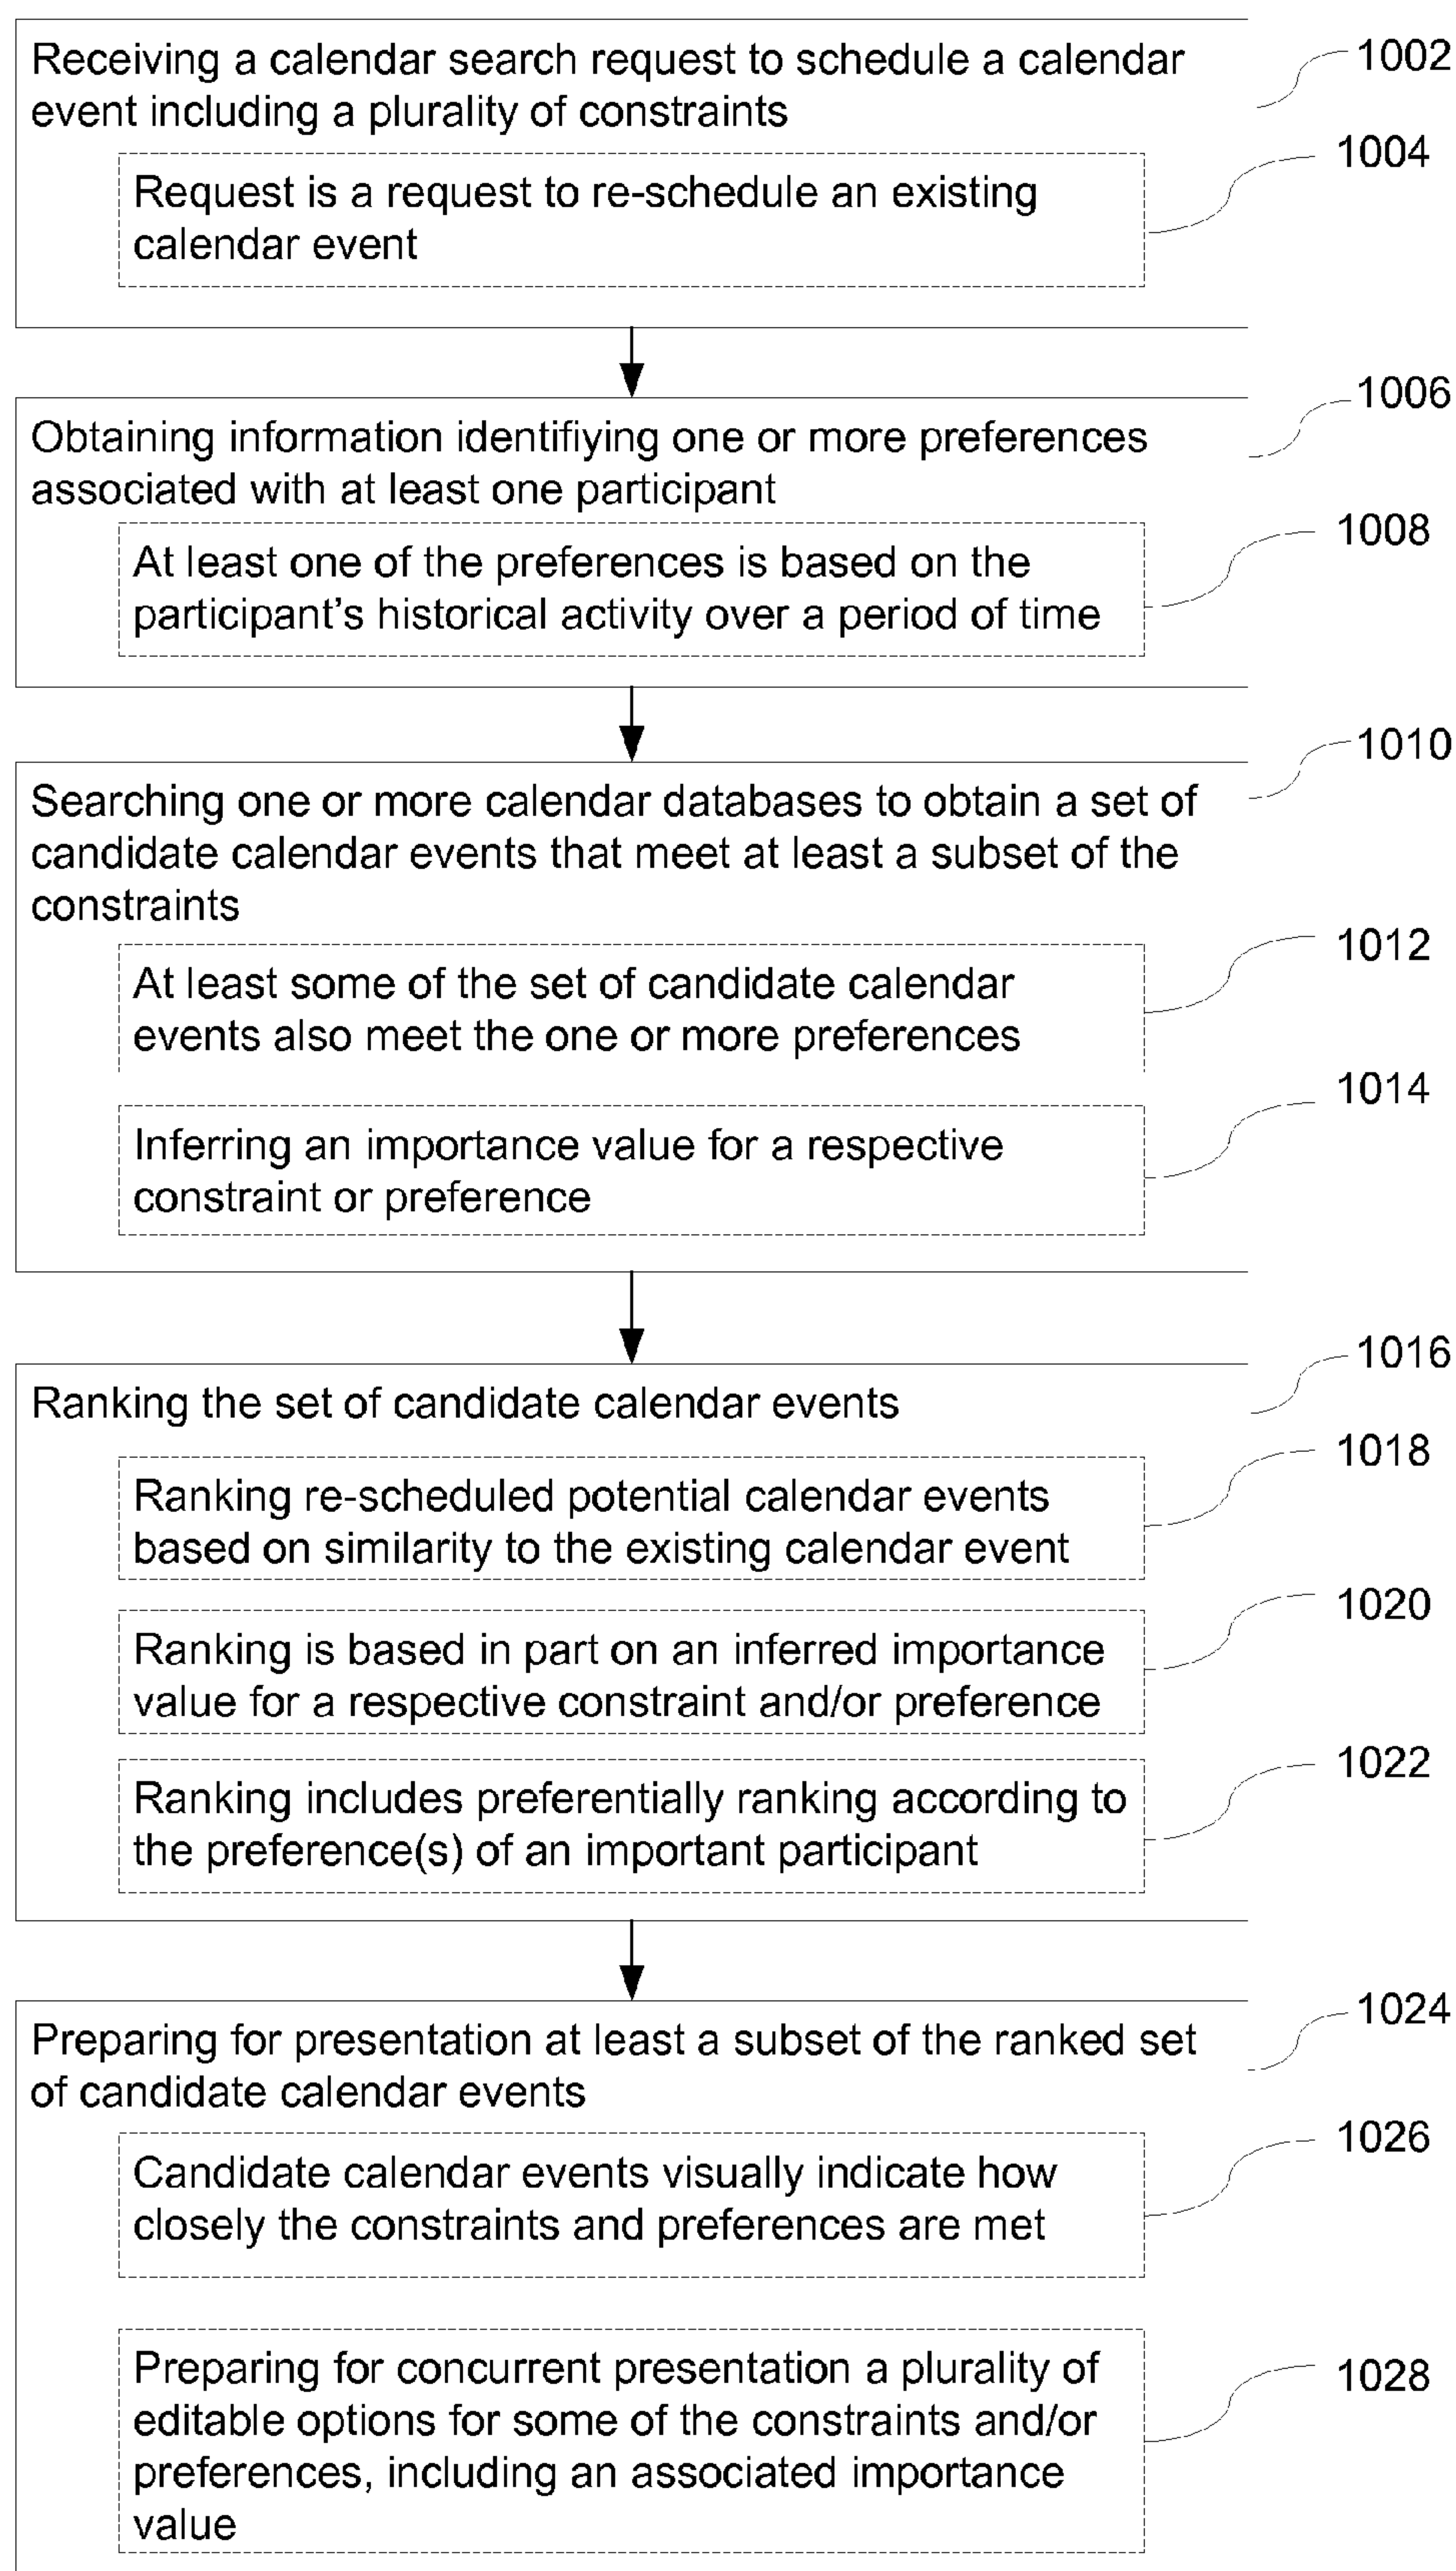 Receiving a calendar search request to schedule a calendar
event including a plurality of constraints
1002
Request is a request to re-schedule an existing
calendar event
1004
Obtaining information identifiying one or more preferences
associated with at least one participant
1006
At least one of the preferences is based on the
participant's historical activity over a period of time
1008
Searching one or more calendar databases to obtain a set of
candidate calendar events that meet at least a subset of the
constraints
1010
At least some of the set of candidate calendar
events also meet the one or more preferences
1012
Inferring an importance value for a respective
constraint or preference
1014
Ranking the set of candidate calendar events
1016
Ranking re-scheduled potential calendar events
based on similarity to the existing calendar event
1018
Ranking is based in part on an inferred importance
value for a respective constraint and/or preference
1020
Ranking includes preferentially ranking according to
the preference(s) of an important participant
1022
Preparing for presentation at least a subset of the ranked set
of candidate calendar events
1024
Candidate calendar events visually indicate how
closely the constraints and preferences are met
1026
Preparing for concurrent presentation a plurality of
editable options for some of the constraints and/or
preferences, including an associated importance
value
1028